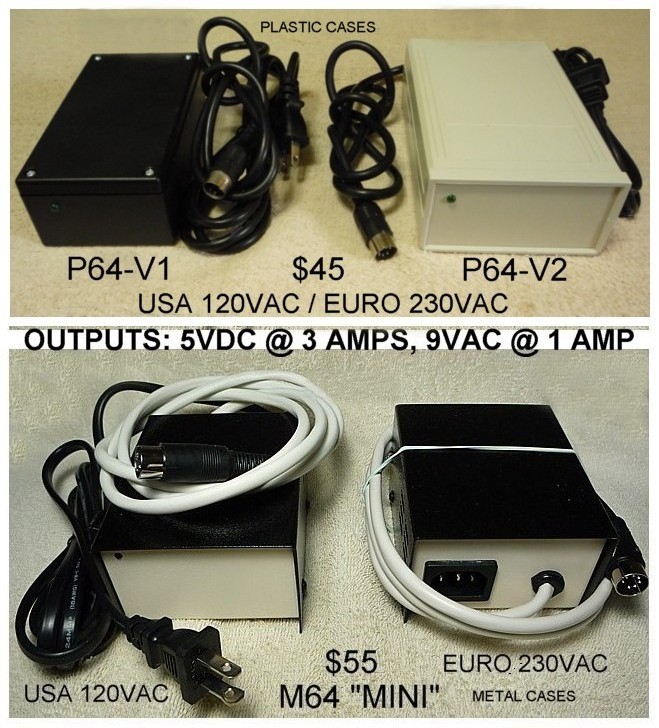 PLASTIC CASES
P64-V1 $45 P64-V2
USA 120VAC / EURO 230VAC
OUTPUTS: 5VDC @ 3 AMPS, 9VAC @ 1 AMP
$55 EURO 230VAC
USA 120VAC M64 "MINI" METAL CASES